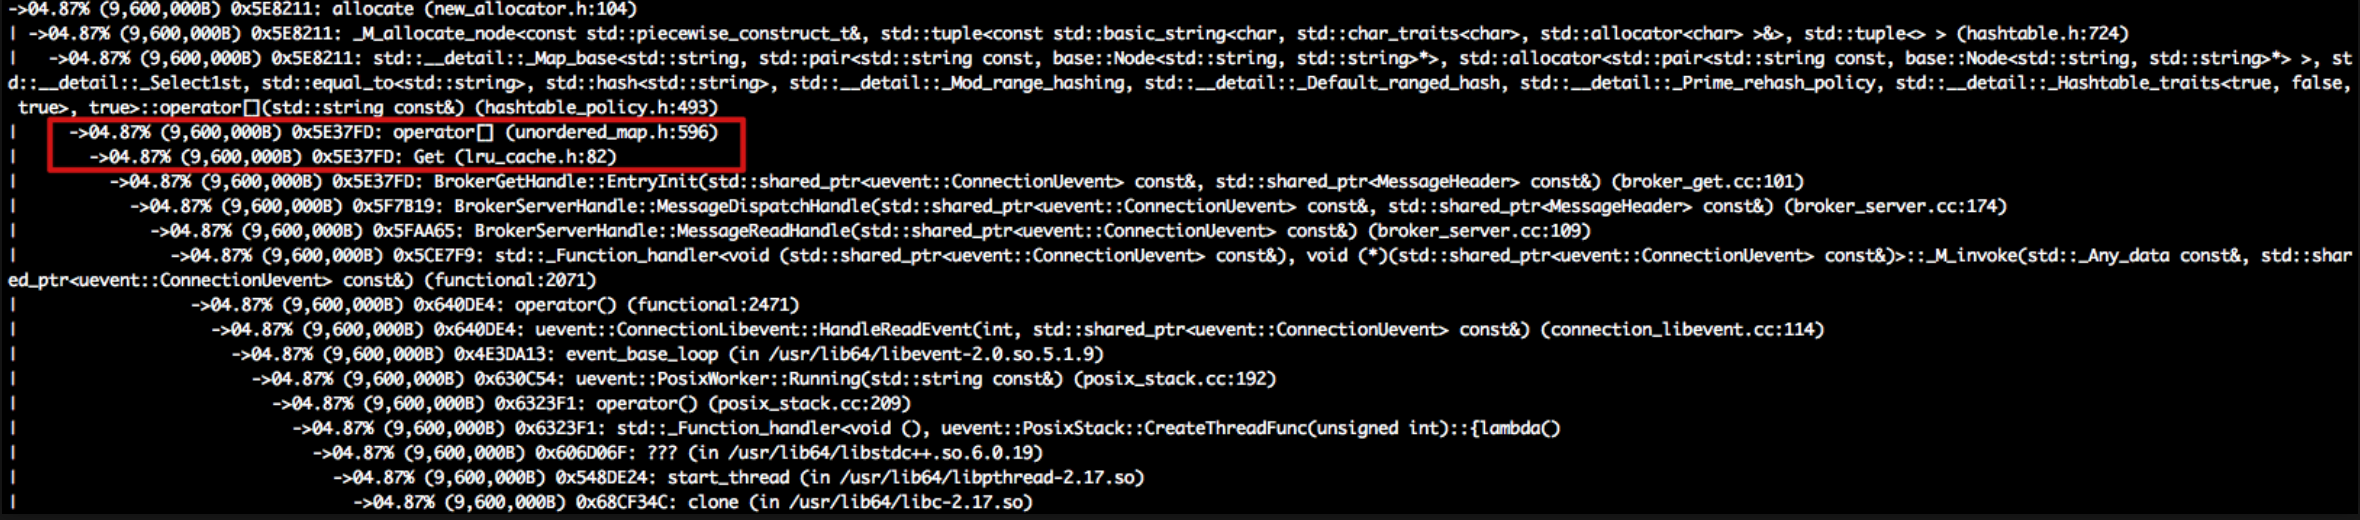 ->04.87% (9,600,000B) 0x5E8211: allocate (new_allocator.h:104)
| ->04.87% (9,600,000B) 0x5E8211: _M_allocate_node<const std::piecewise_construct_t&, std::tuple<const std::basic_string<char, std::char_traits<char>, std::allocator<char> >&>, std::tuple<> > (hashtable.h:724)
|   ->04.87% (9,600,000B) 0x5E8211: std::__detail::_Map_base<std::string, std::pair<std::string const, base::Node<std::string, std::string>*>, std::allocator<std::pair<std::string const, base::Node<std::string, std::string>*> >, st
d::__detail::_Select1st, std::equal_to<std::string>, std::hash<std::string>, std::__detail::_Mod_range_hashing, std::__detail::_Default_ranged_hash, std::__detail::_Prime_rehash_policy, std::__detail::_Hashtable_traits<true, false,
true>, true>::operator[](std::string const&) (hashtable_policy.h:493)
|     ->04.87% (9,600,000B) 0x5E37FD: operator[] (unordered_map.h:596)
|       ->04.87% (9,600,000B) 0x5E37FD: Get (lru_cache.h:82)
|         ->04.87% (9,600,000B) 0x5E37FD: BrokerGetHandle::EntryInit(std::shared_ptr<uevent::ConnectionUevent> const&, std::shared_ptr<MessageHeader> const&) (broker_get.cc:101)
|           ->04.87% (9,600,000B) 0x5F7B19: BrokerServerHandle::MessageDispatchHandle(std::shared_ptr<uevent::ConnectionUevent> const&, std::shared_ptr<MessageHeader> const&) (broker_server.cc:174)
|             ->04.87% (9,600,000B) 0x5FAA65: BrokerServerHandle::MessageReadHandle(std::shared_ptr<uevent::ConnectionUevent> const&) (broker_server.cc:109)
|               ->04.87% (9,600,000B) 0x5CE7F9: std::_Function_handler<void (std::shared_ptr<uevent::ConnectionUevent> const&), void (*)(std::shared_ptr<uevent::ConnectionUevent> const&)>::_M_invoke(std::_Any_data const&, std::shar
ed_ptr<uevent::ConnectionUevent> const&) (functional:2071)
|                 ->04.87% (9,600,000B) 0x640DE4: operator() (functional:2471)
|                   ->04.87% (9,600,000B) 0x640DE4: uevent::ConnectionLibevent::HandleReadEvent(int, std::shared_ptr<uevent::ConnectionUevent> const&) (connection_libevent.cc:114)
|                     ->04.87% (9,600,000B) 0x4E3DA13: event_base_loop (in /usr/lib64/libevent-2.0.so.5.1.9)
|                       ->04.87% (9,600,000B) 0x630C54: uevent::PosixWorker::Running(std::string const&) (posix_stack.cc:192)
|                         ->04.87% (9,600,000B) 0x6323F1: operator() (posix_stack.cc:209)
|                           ->04.87% (9,600,000B) 0x6323F1: std::_Function_handler<void (), uevent::PosixStack::CreateThreadFunc(unsigned int)::{lambda()
|                             ->04.87% (9,600,000B) 0x606D06F: ??? (in /usr/lib64/libstdc++.so.6.0.19)
|                               ->04.87% (9,600,000B) 0x548DE24: start_thread (in /usr/lib64/libpthread-2.17.so)
|                                 ->04.87% (9,600,000B) 0x68CF34C: clone (in /usr/lib64/libc-2.17.so)